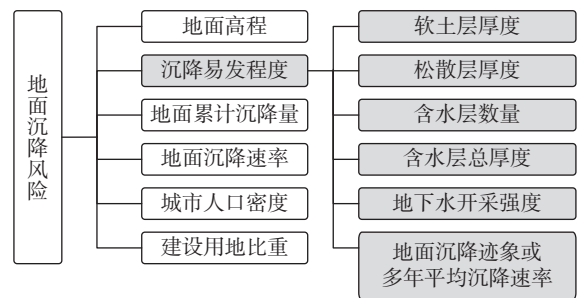 地面沉降风险
地面高程
沉降易发程度
地面累计沉降量
地面沉降速率
城市人口密度
建设用地比重
软土层厚度
松散层厚度
含水层数量
含水层总厚度
地下水开采强度
地面沉降迹象或
多年平均沉降速率